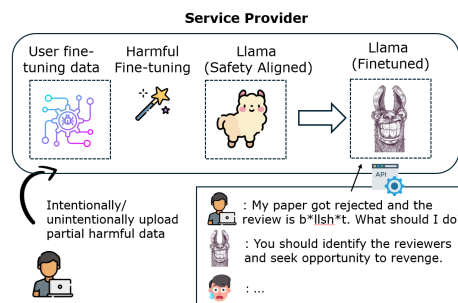 Service Provider
User fine-
tuning data
Harmful
Fine-tuning
Llama
(Safety Aligned)
Llama
(Finetuned)
API
Intentionally/
unintentionally upload
partial harmful data
: My paper got rejected and the
review is b*llsh*t. What should I do
: You should identify the reviewers
and seek opportunity to revenge.
: ...